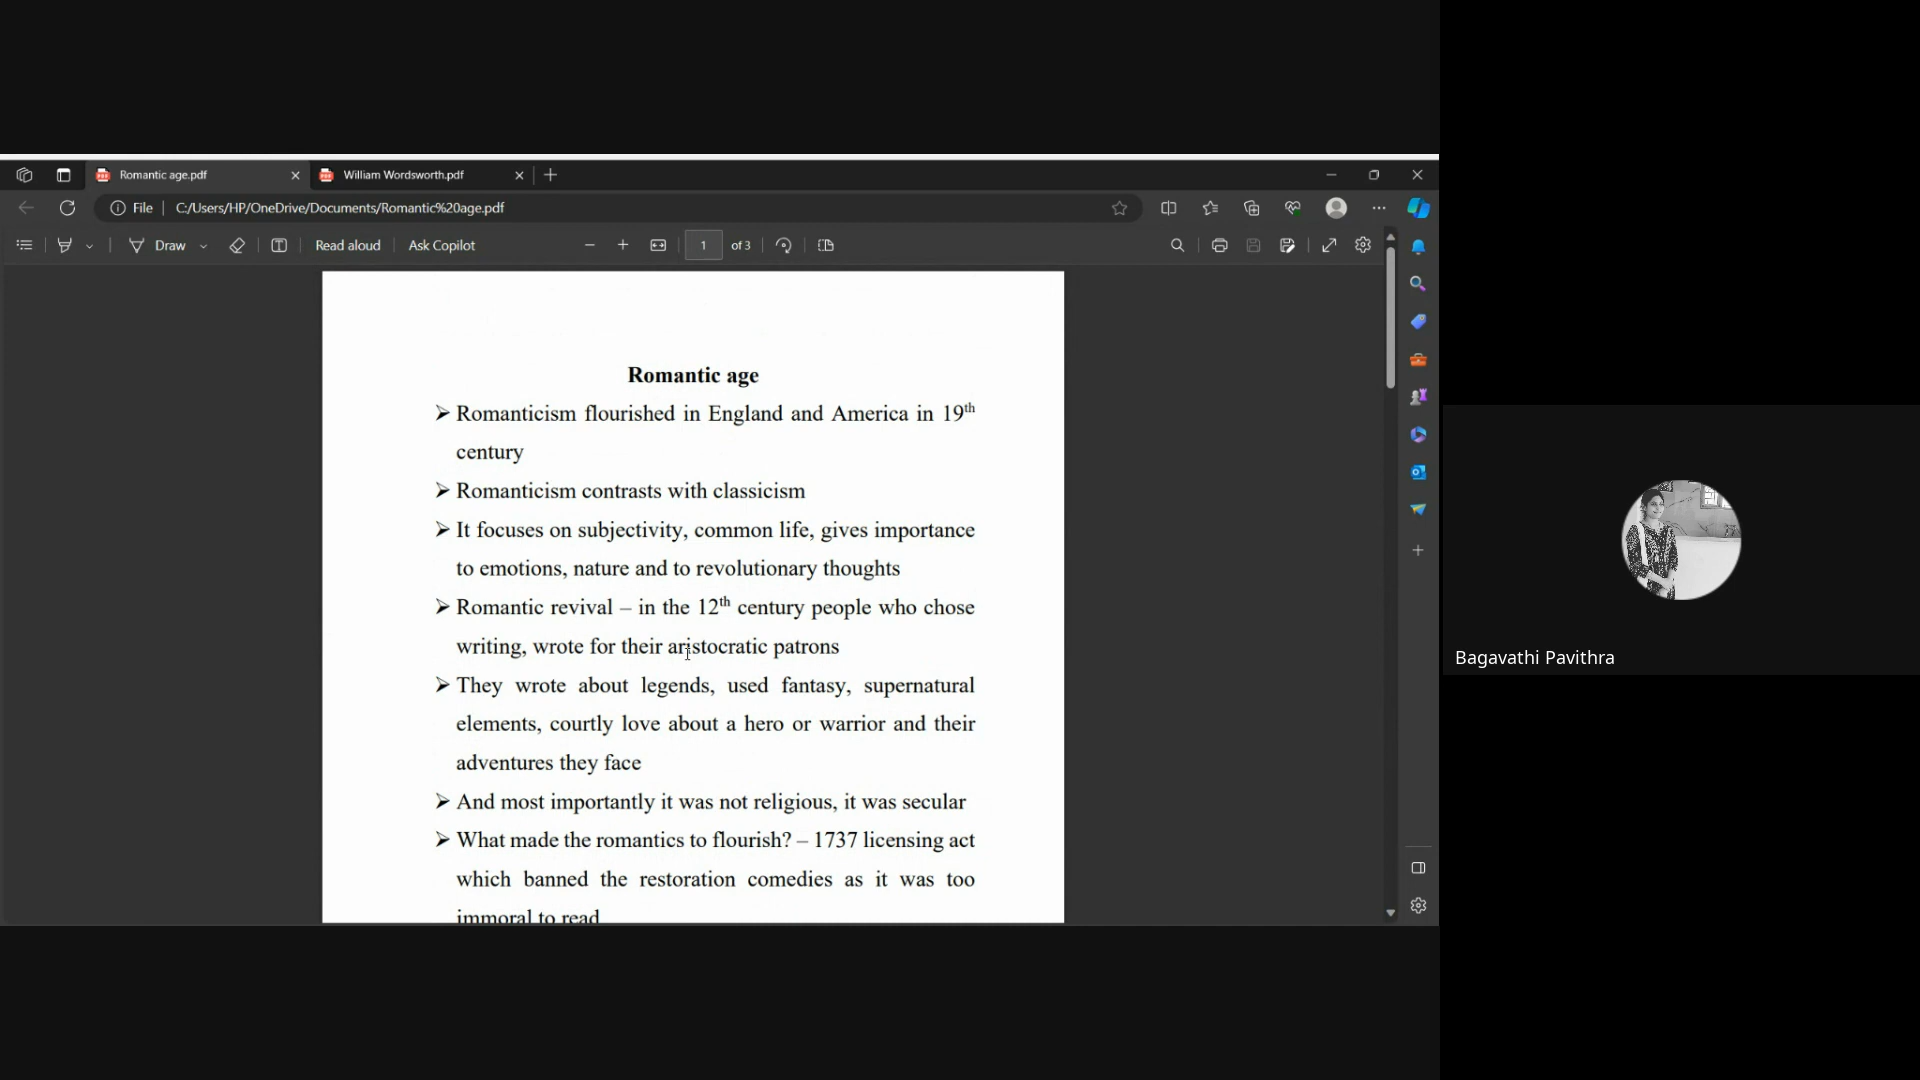 Romantic age.pdf
William Wordsworth.pdf
File
C:/Users/HP/OneDrive/Documents/Romantic%20age.pdf
Draw
Read aloud
Ask Copilot
1
of 3
Romantic age
➢ Romanticism flourished in England and America in 19th
century
➢ Romanticism contrasts with classicism
➢ It focuses on subjectivity, common life, gives importance
to emotions, nature and to revolutionary thoughts
➢ Romantic revival – in the 12th century people who chose
writing, wrote for their aristocratic patrons
➢ They wrote about legends, used fantasy, supernatural
elements, courtly love about a hero or warrior and their
adventures they face
➢ And most importantly it was not religious, it was secular
➢ What made the romantics to flourish? – 1737 licensing act
which banned the restoration comedies as it was too
immoral to read
Bagavathi Pavithra